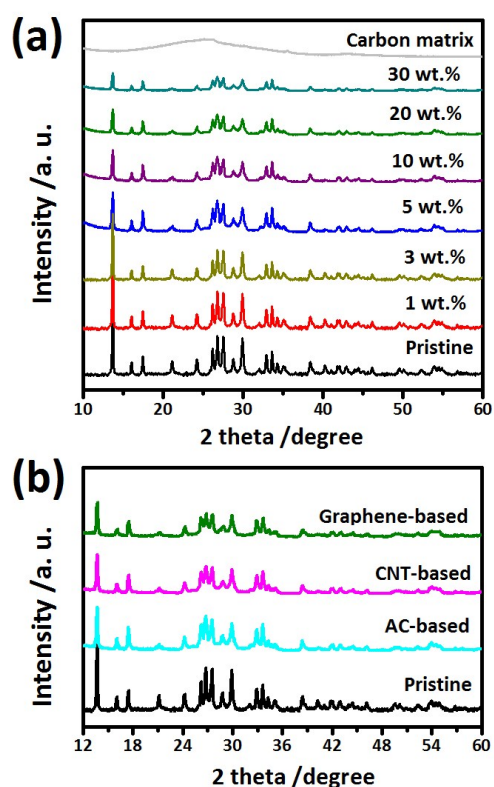 (a)
Carbon matrix
30 wt.%
20 wt.%
10 wt.%
5 wt.%
3 wt.%
1 wt.%
Pristine
Intensity /a. u.
10 20 30 40 50 60
2 theta /degree
(b)
Graphene-based
CNT-based
AC-based
Pristine
Intensity /a. u.
12 18 24 30 36 42 48 54 60
2 theta /degree